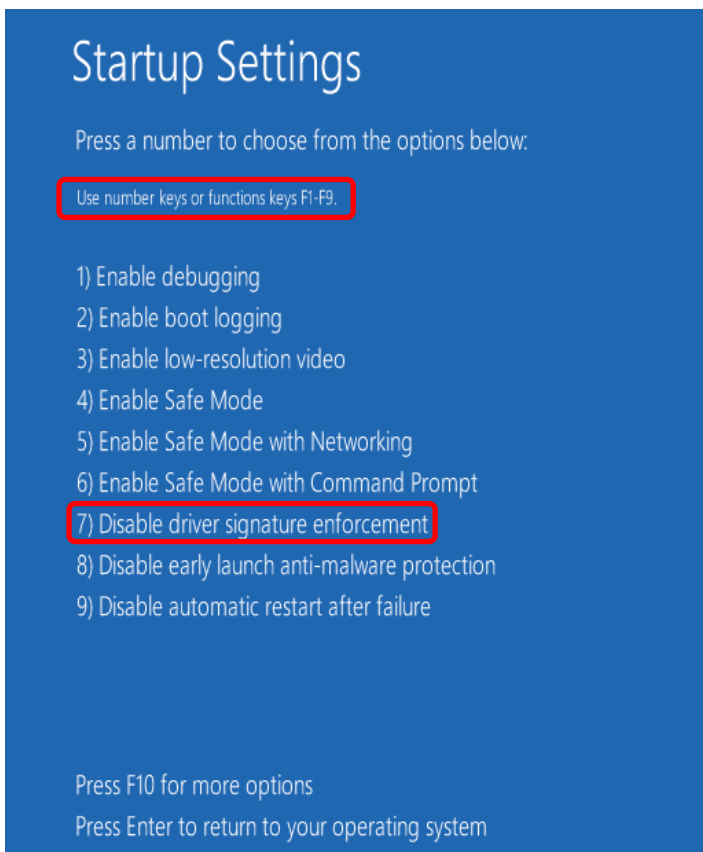 Startup Settings
Press a number to choose from the options below:
Use number keys or functions keys F1-F9.
1) Enable debugging
2) Enable boot logging
3) Enable low-resolution video
4) Enable Safe Mode
5) Enable Safe Mode with Networking
6) Enable Safe Mode with Command Prompt
7) Disable driver signature enforcement
8) Disable early launch anti-malware protection
9) Disable automatic restart after failure
Press F10 for more options
Press Enter to return to your operating system